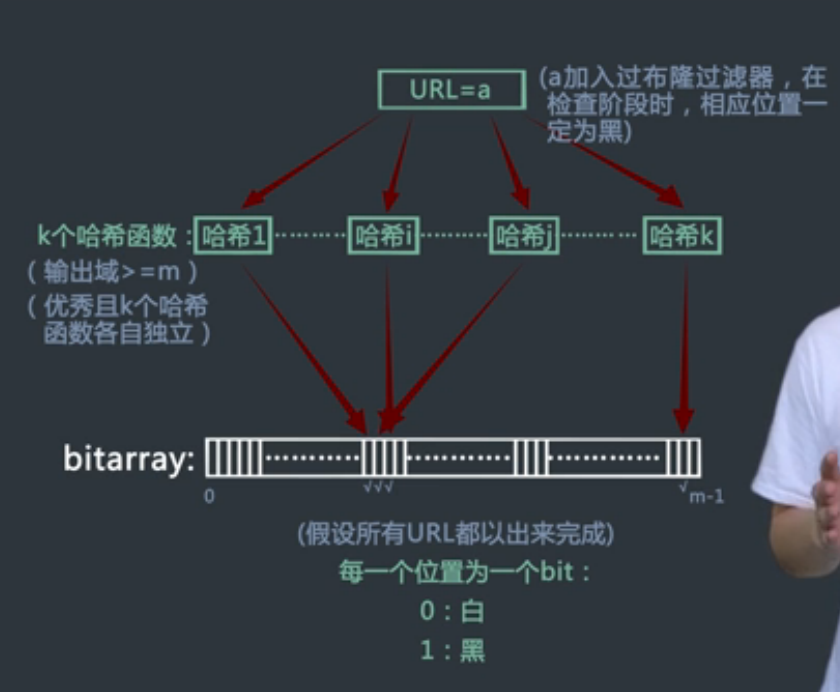 URL=a
(a加入过布隆过滤器，在
检查阶段时，相应位置一
定为黑)
k个哈希函数：
哈希1
哈希i
哈希j
哈希k
（输出域>=m）
（优秀且k个哈希
函数各自独立）
bitarray:
0
√√√
√
m-1
(假设所有URL都以出来完成)
每一个位置为一个bit：
0：白
1：黑